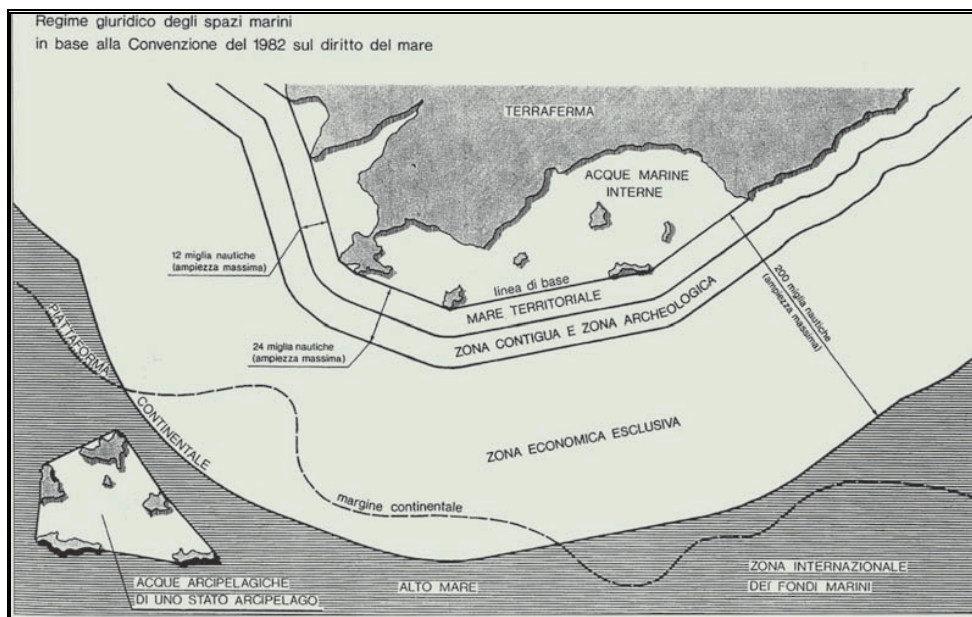 Regime giuridico degli spazi marini
in base alla Convenzione del 1982 sul diritto del mare
TERRAFERMA
ACQUE MARINE
INTERNE
12 miglia nautiche
(ampiezza massima)
linea di base
MARE TERRITORIALE
200 miglia nautiche
(ampiezza massima)
24 miglia nautiche
(ampiezza massima)
ZONA CONTIGUA E ZONA ARCHEOLOGICA
PIATTAFORMA
CONTINENTALE
ZONA ECONOMICA ESCLUSIVA
margine continentale
ACQUE ARCIPELAGICHE
DI UNO STATO ARCIPELAGO
ALTO MARE
ZONA INTERNAZIONALE
DEI FONDI MARINI